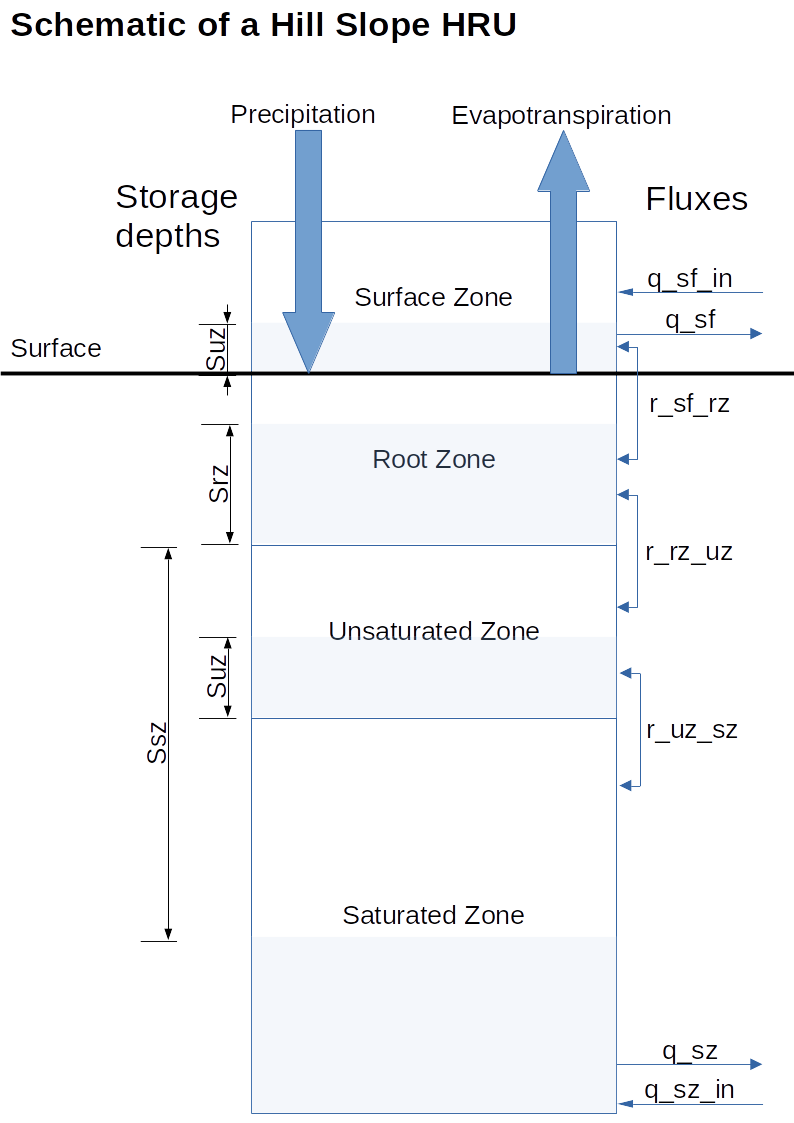 Schematic of a Hill Slope HRU
Precipitation
Evapotranspiration
Storage
depths
Fluxes
q_sf_in
Surface Zone
q_sf
Suz
Surface
r_sf_rz
Root Zone
Srz
r_rz_uz
Unsaturated Zone
Suz
r_uz_sz
Ssz
Saturated Zone
q_sz
q_sz_in